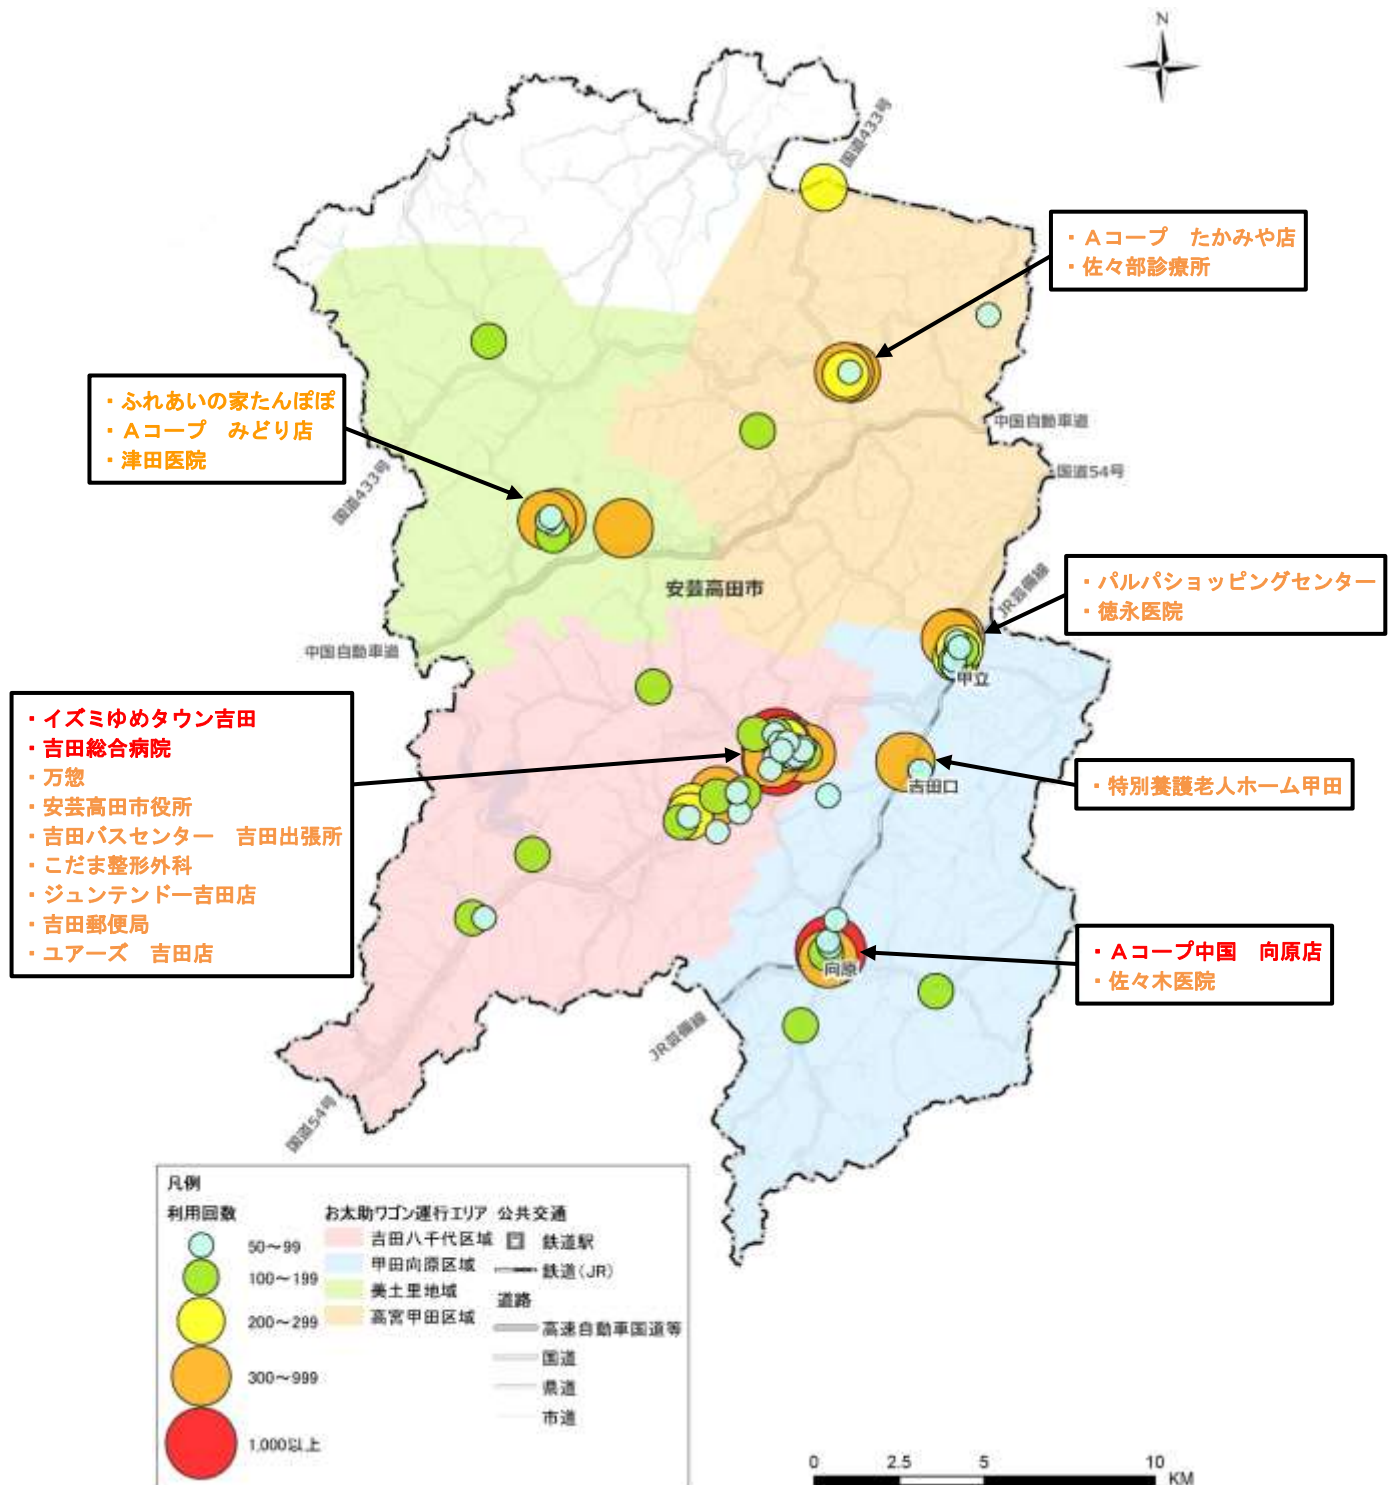 N
国道433号
・Ａコープ　たかみや店
・佐々部診療所
・ふれあいの家たんぽぽ
・Ａコープ　みどり店
・津田医院
中国自動車道
国道54号
国道433号
安芸高田市
JR芸備線
・パルパショッピングセンター
・徳永医院
中国自動車道
甲立
・イズミゆめタウン吉田
・吉田総合病院
・万惣
・安芸高田市役所
・吉田バスセンター　吉田出張所
・こだま整形外科
・ジュンテンドー吉田店
・吉田郵便局
・ユアーズ　吉田店
吉田口
・特別養護老人ホーム甲田
・Ａコープ中国　向原店
・佐々木医院
向原
JR芸備線
国道54号
凡例
利用回数
50～99
100～199
200～299
300～999
1,000以上
お太助ワゴン運行エリア
吉田八千代区域
甲田向原区域
美土里地域
高宮甲田区域
公共交通
鉄道駅
鉄道（JR）
道路
高速自動車国道等
国道
県道
市道
0 2.5 5 10
KM